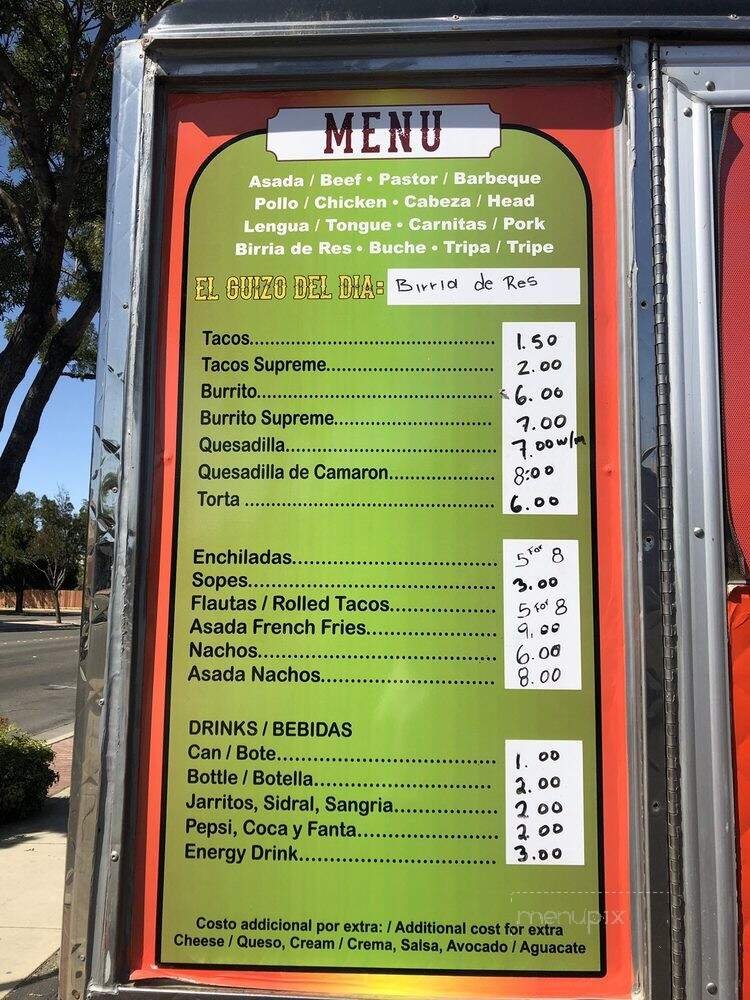 MENU
Asada / Beef • Pastor / Barbeque
Pollo / Chicken • Cabeza / Head
Lengua / Tongue • Carnitas / Pork
Birria de Res • Buche • Tripa / Tripe
EL GUIZO DEL DIA: Birria de Res
Tacos 1.50
Tacos Supreme 2.00
Burrito 6.00
Burrito Supreme 7.00
Quesadilla 7.00 w/m
Quesadilla de Camaron 8:00
Torta 6.00
Enchiladas 5 For 8
Sopes 3.00
Flautas / Rolled Tacos 5 for 8
Asada French Fries 9.00
Nachos 6.00
Asada Nachos 8.00
DRINKS / BEBIDAS
Can / Bote 1.00
Bottle / Botella 2.00
Jarritos, Sidral, Sangria 2.00
Pepsi, Coca y Fanta 2.00
Energy Drink 3.00
Costo addicional por extra: / Additional cost for extra
Cheese / Queso, Cream / Crema, Salsa, Avocado / Aguacate
menupix